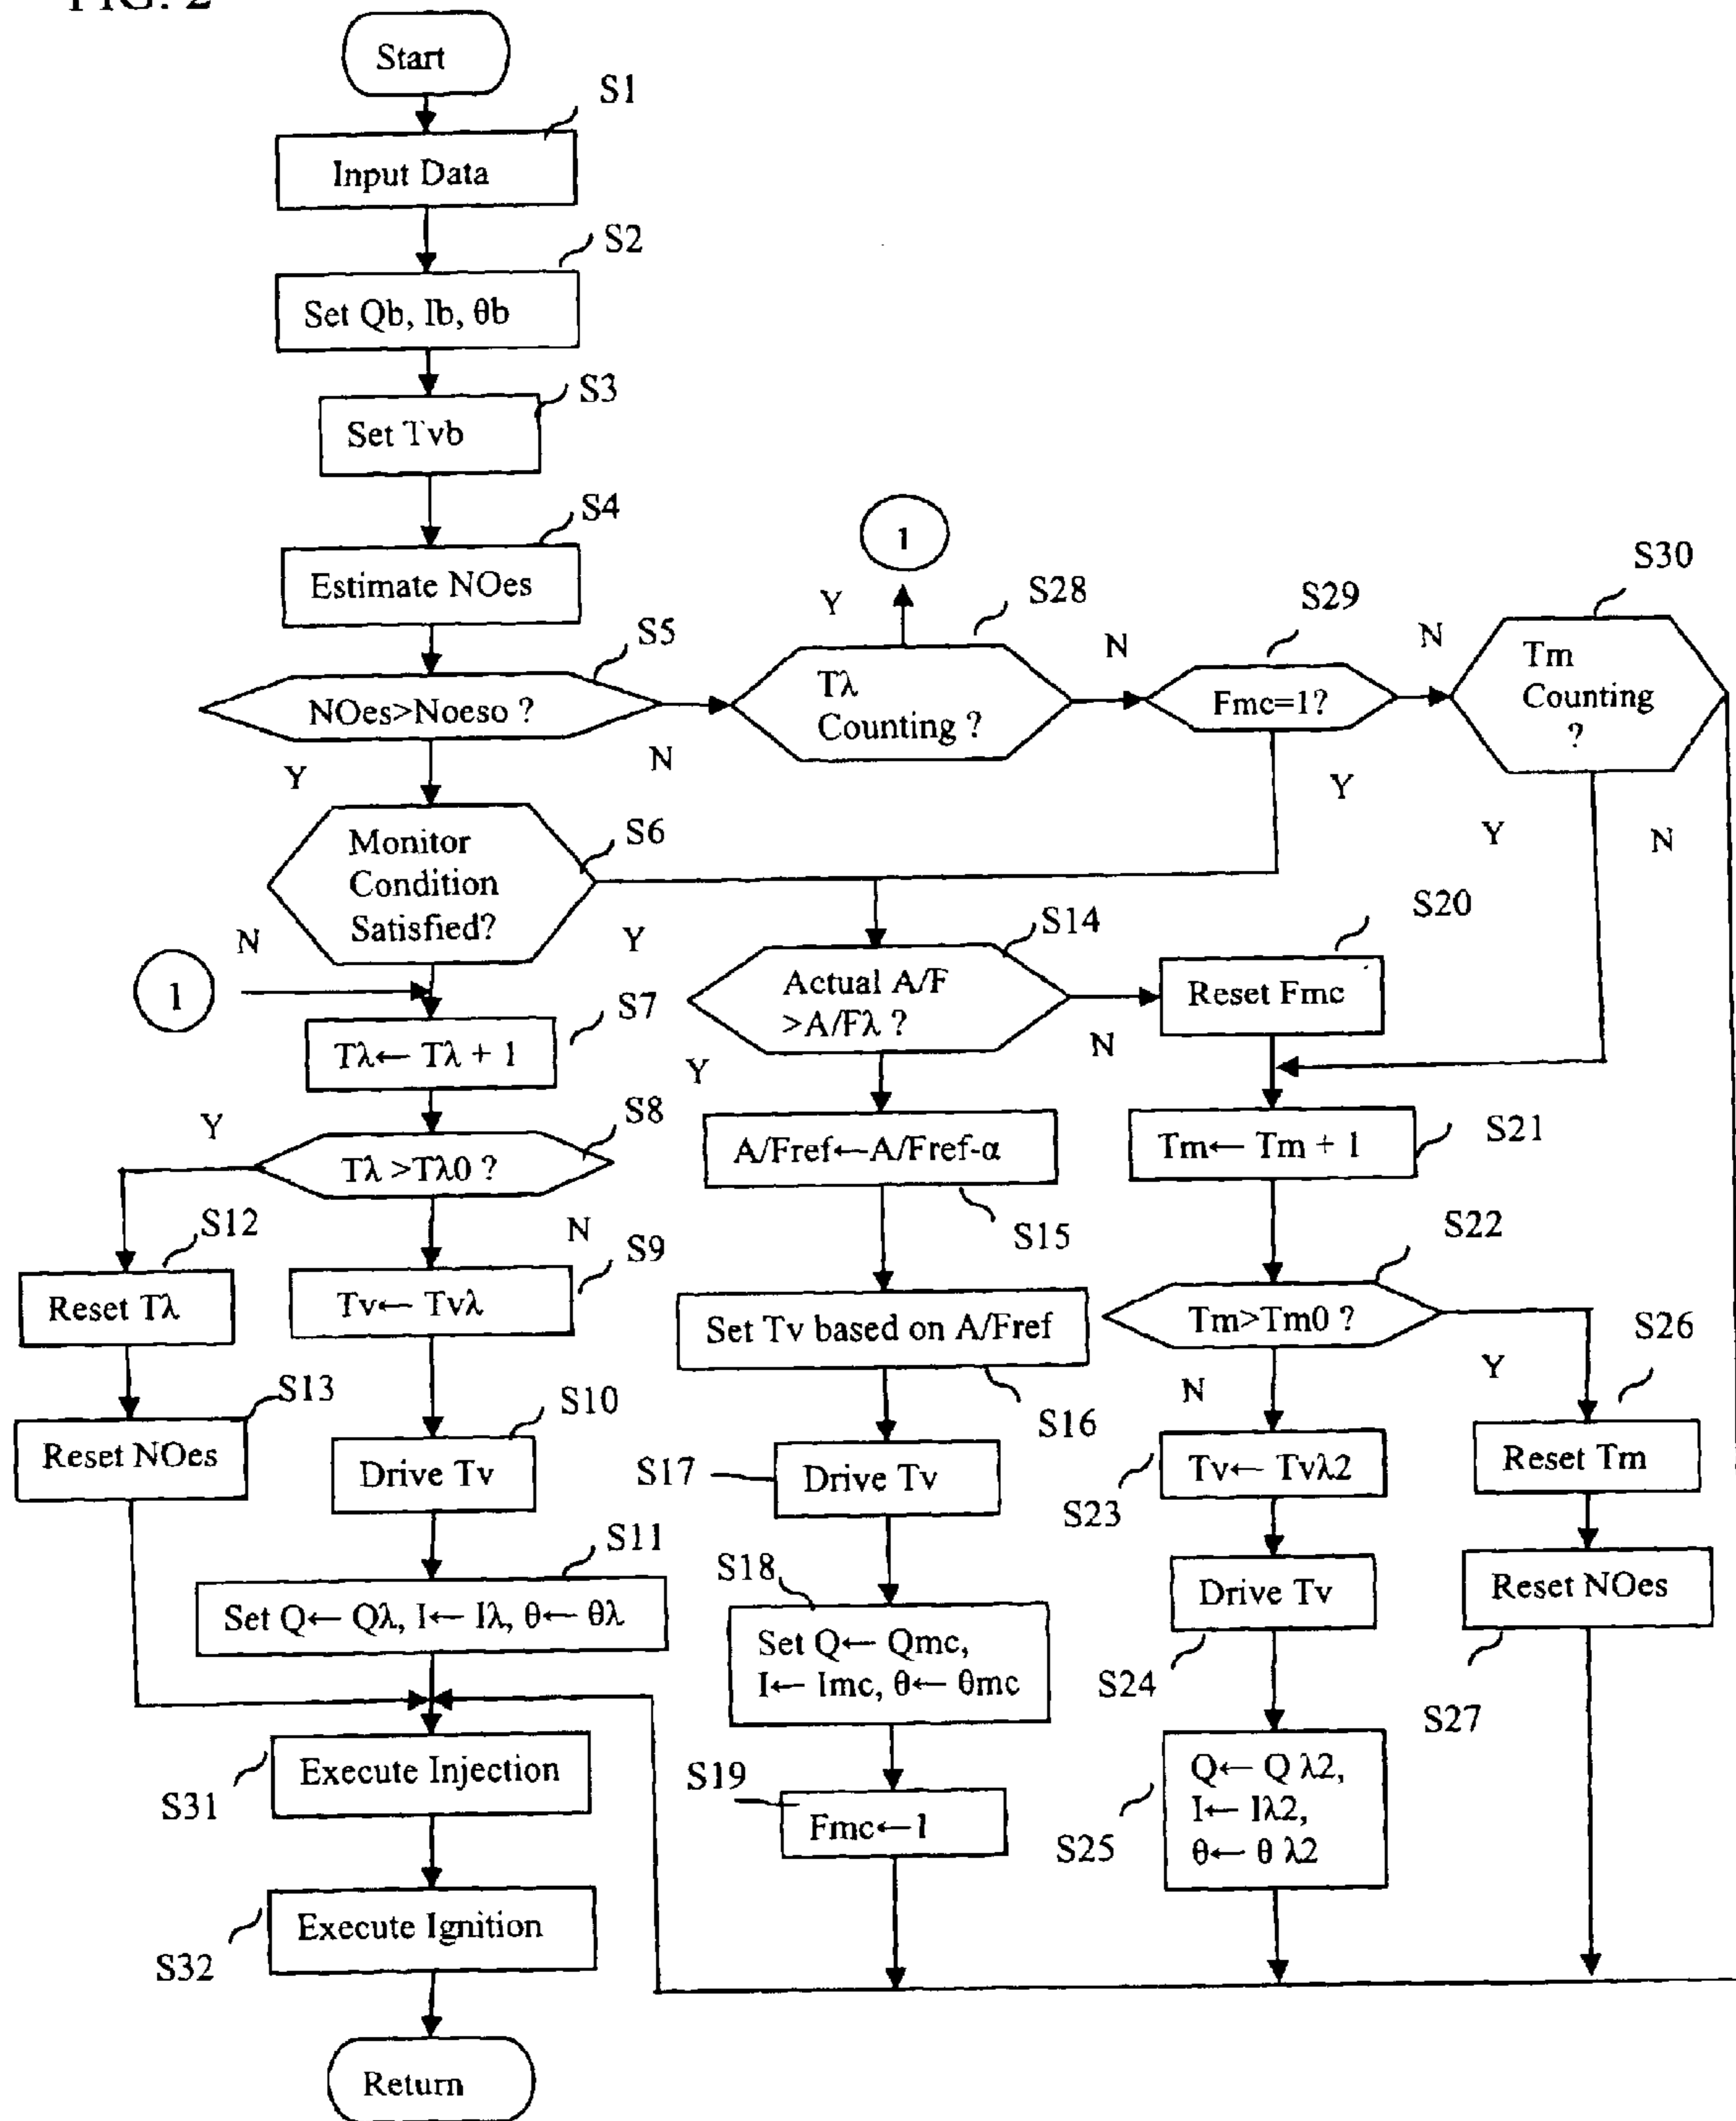 FIG. 2
Start
S1
Input Data
S2
Set Qb, Ib, θb
S3
Set Tvb
S4
Estimate NOes
S5
NOes>Noeso ?
Y
N
S28
Tλ
Counting ?
Y
1
N
S29
Fmc=1?
N
Y
S30
Tm
Counting
?
Y
N
S6
Monitor
Condition
Satisfied?
N
Y
1
S7
Tλ← Tλ + 1
S8
Tλ >Tλ0 ?
Y
N
S12
Reset Tλ
S13
Reset NOes
S9
Tv← Tvλ
S10
Drive Tv
S11
Set Q← Qλ, I← Iλ, θ← θλ
S14
Actual A/F
>A/Fλ ?
Y
N
A/Fref←A/Fref-α
S15
Set Tv based on A/Fref
S16
S17
Drive Tv
S18
Set Q← Qmc,
I← Imc, θ← θmc
S19
Fmc←1
S20
Reset Fmc
Tm← Tm + 1
S21
S22
Tm>Tm0 ?
N
Y
Tv← Tvλ2
S23
Drive Tv
S24
Q← Q λ2,
I← Iλ2,
θ← θ λ2
S25
S26
Reset Tm
Reset NOes
S27
Execute Injection
S31
Execute Ignition
S32
Return